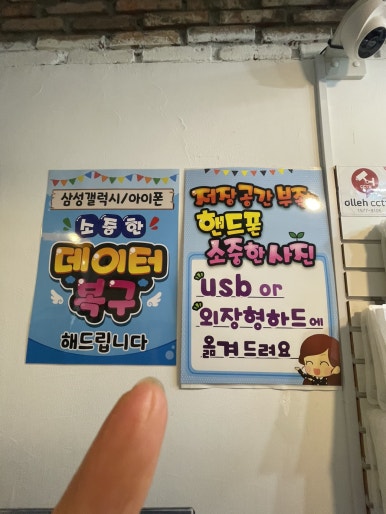 삼성갤럭시/아이폰
소중한
데이터
복구
해드립니다
저장공간 부족
핸드폰
소중한 사진
usb or
외장형하드에
옮겨 드려요
olleh cct